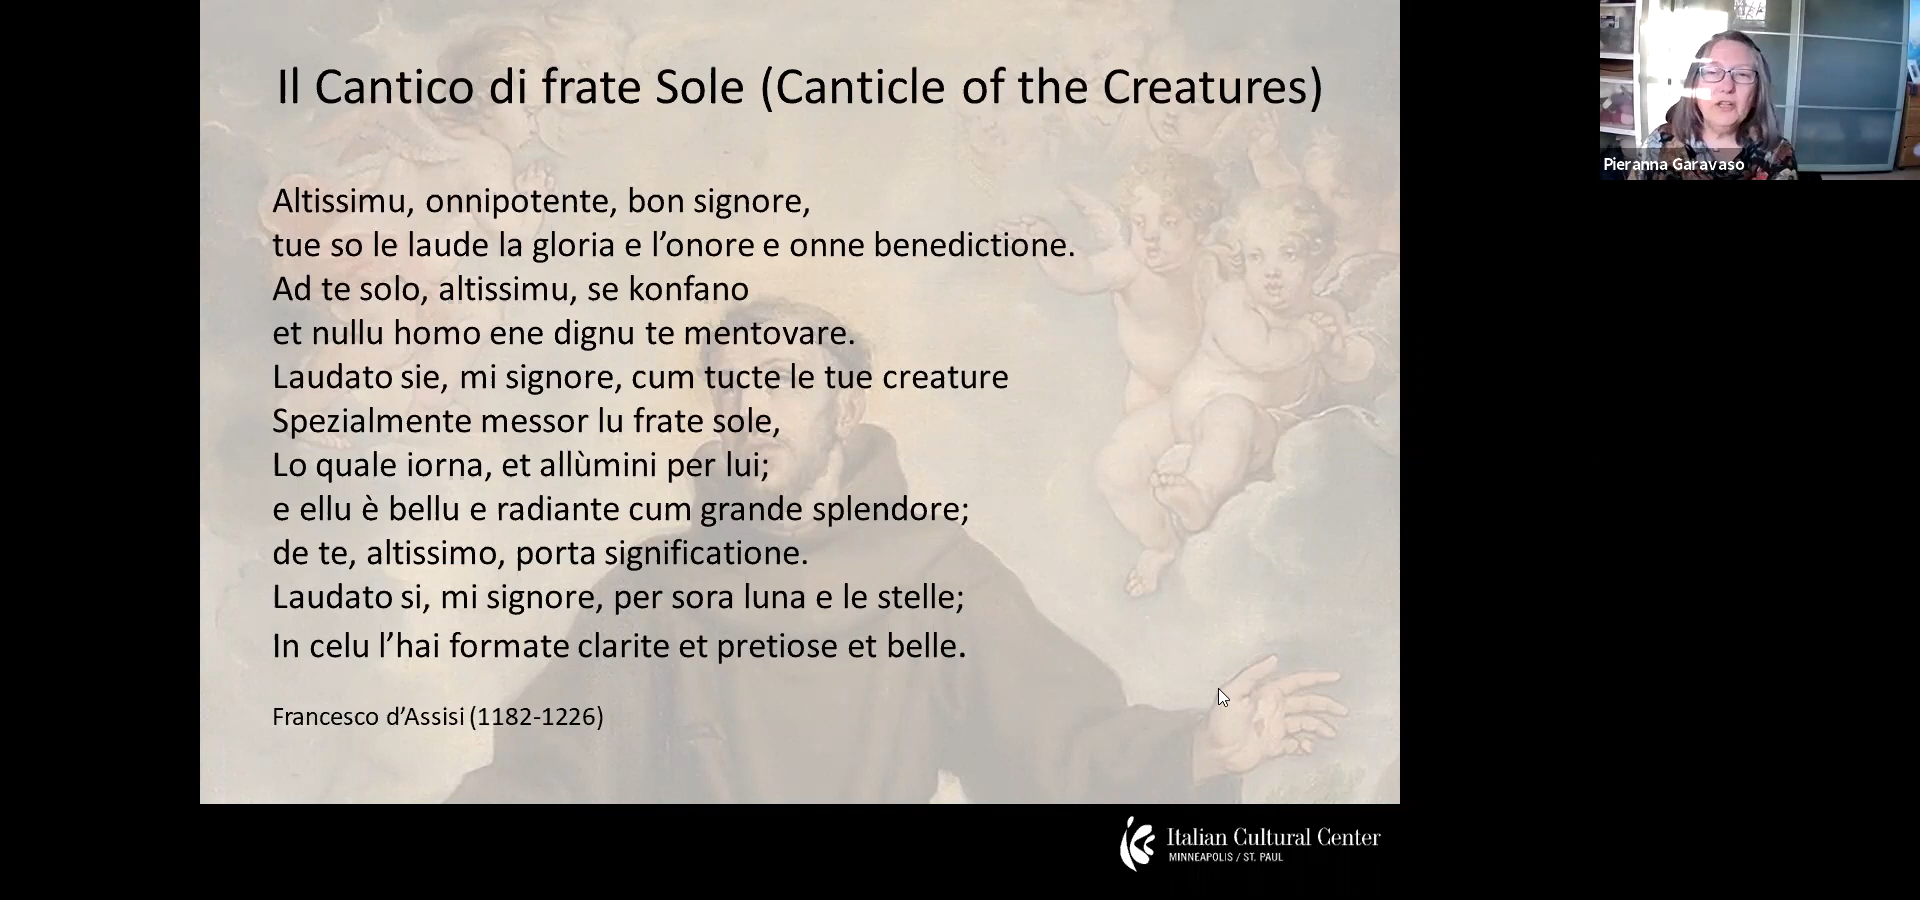 Il Cantico di frate Sole (Canticle of the Creatures)
Altissimu, onnipotente, bon signore,
tue so le laude la gloria e l’onore e onne benedictione.
Ad te solo, altissimu, se konfano
et nullu homo ene dignu te mentovare.
Laudato sie, mi signore, cum tucte le tue creature
Spezialmente messor lu frate sole,
Lo quale iorna, et allùmini per lui;
e ellu è bellu e radiante cum grande splendore;
de te, altissimo, porta significatione.
Laudato si, mi signore, per sora luna e le stelle;
In celu l’hai formate clarite et pretiose et belle.
Francesco d’Assisi (1182-1226)
Pieranna Garavaso
Italian Cultural Center
MINNEAPOLIS / ST. PAUL